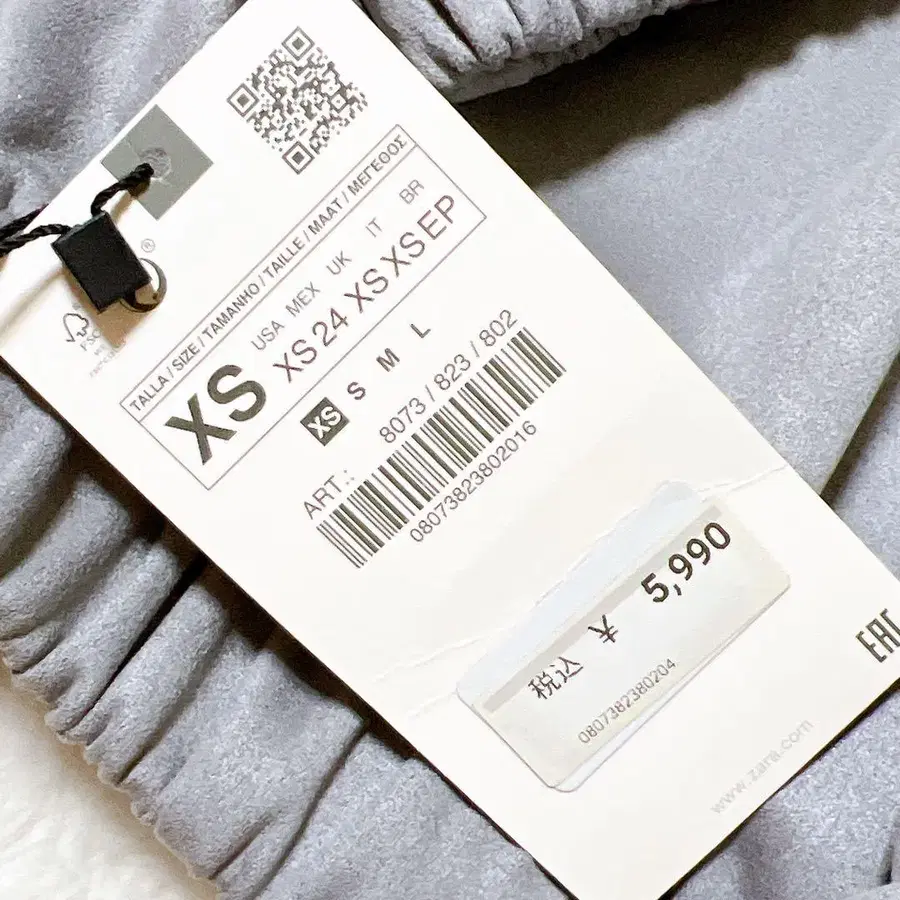 ®
FSC
TALLA / SIZE / TAMANHO / TAILLE / MAAT / ΜΕΓΕΘΟΣ
XS
USA MEX UK IT BR
XS 24 XS XS EP
XS S M L
ART.: 8073 / 823 / 802
08073823802016
税込 ¥ 5,990
0807382380204
EAC
www.zara.com